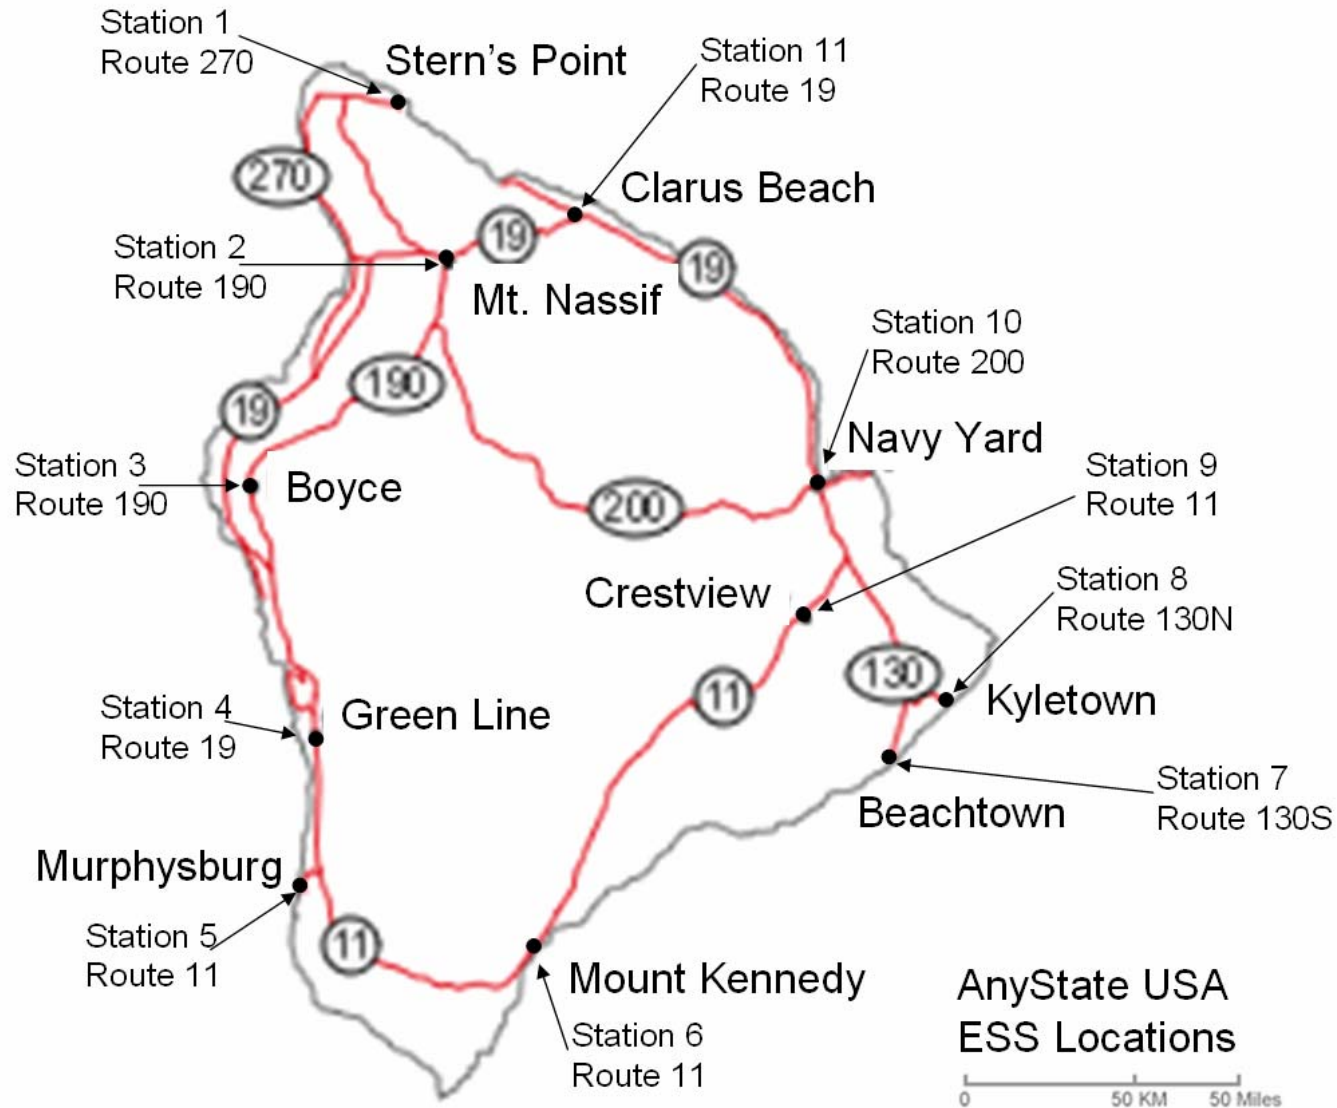 Station 1
Route 270
Stern's Point
Station 11
Route 19
270
Clarus Beach
Station 2
Route 190
19
19
Mt. Nassif
Station 10
Route 200
190
19
Navy Yard
Station 3
Route 190
Boyce
Station 9
Route 11
200
Crestview
Station 8
Route 130N
130
11
Kyletown
Station 4
Route 19
Green Line
Station 7
Route 130S
Beachtown
Murphysburg
Station 5
Route 11
11
Mount Kennedy
Station 6
Route 11
AnyState USA
ESS Locations
0 50 KM 50 Miles